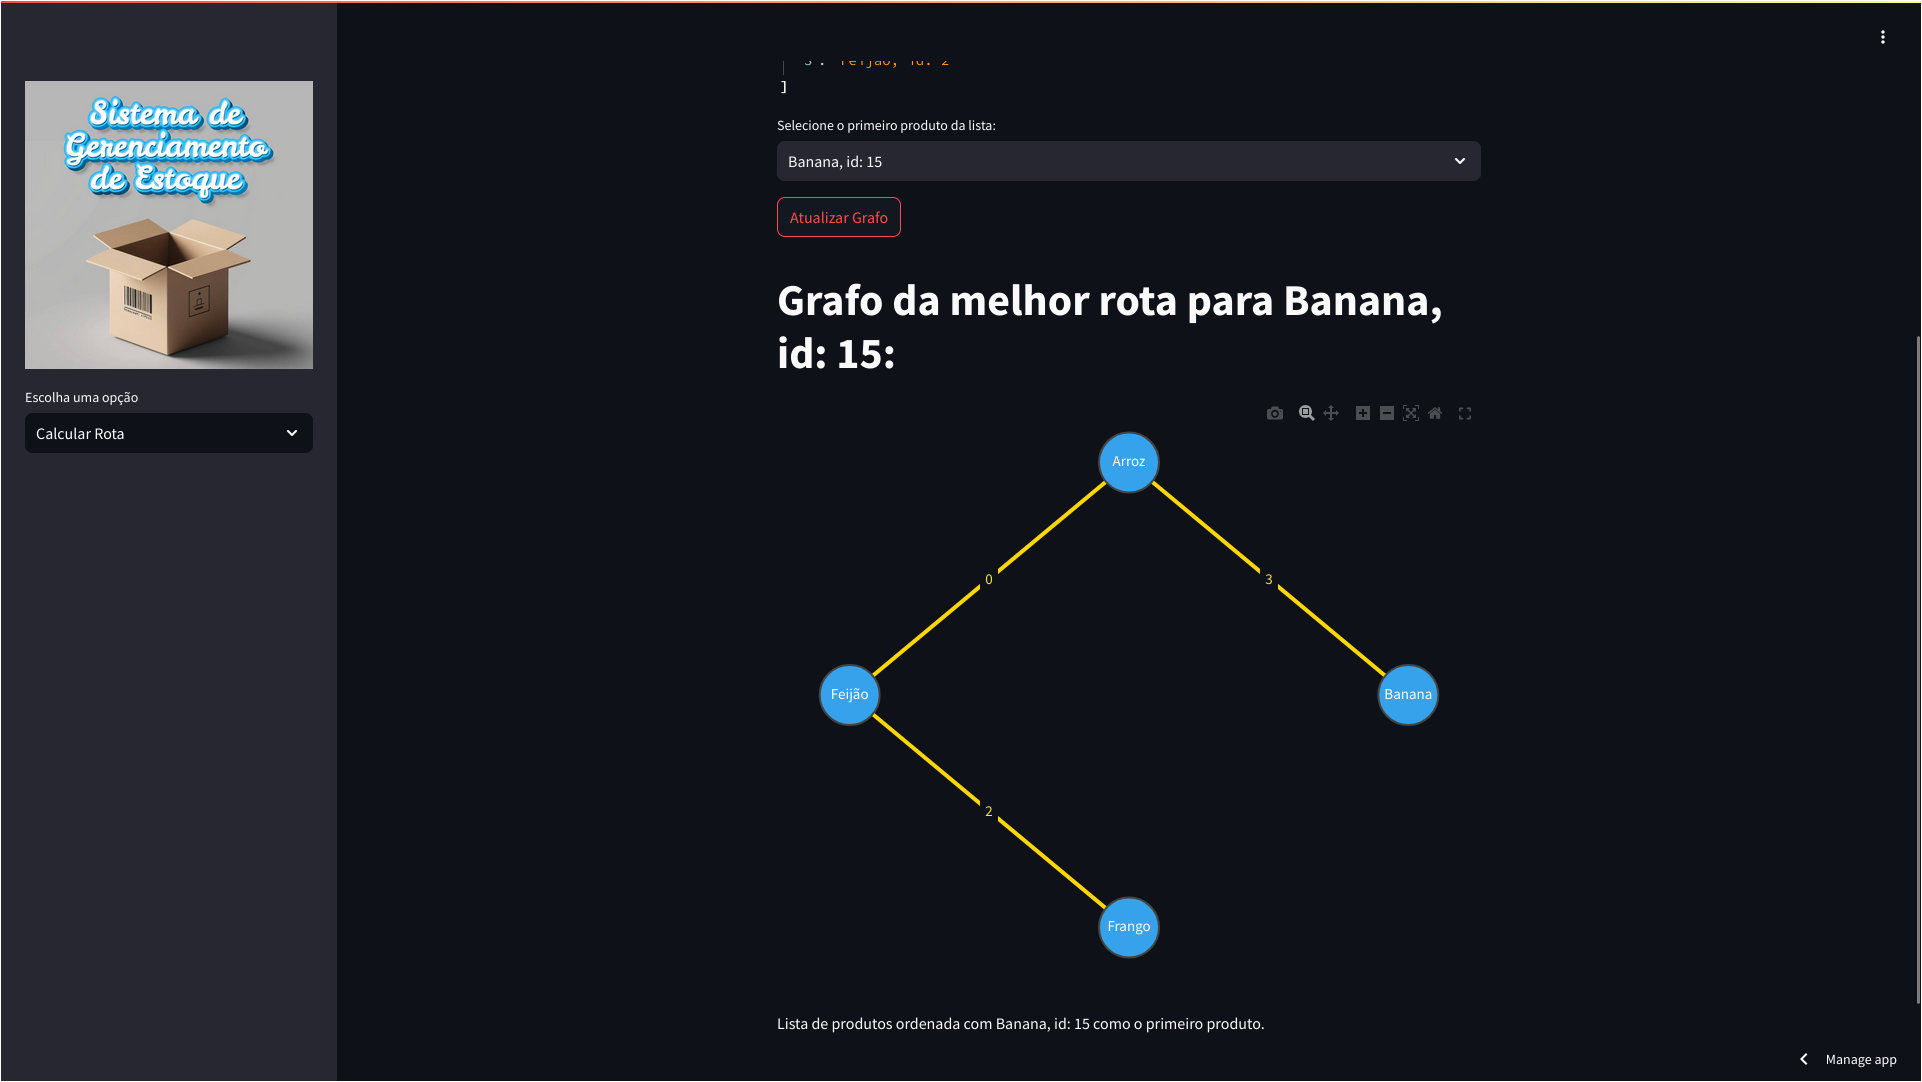 Sistema de
Gerenciamento
de Estoque
Escolha uma opção
Calcular Rota
]
Selecione o primeiro produto da lista:
Banana, id: 15
Atualizar Grafo
Grafo da melhor rota para Banana,
id: 15:
Arroz
0
3
Feijão
Banana
2
Frango
Lista de produtos ordenada com Banana, id: 15 como o primeiro produto.
Manage app